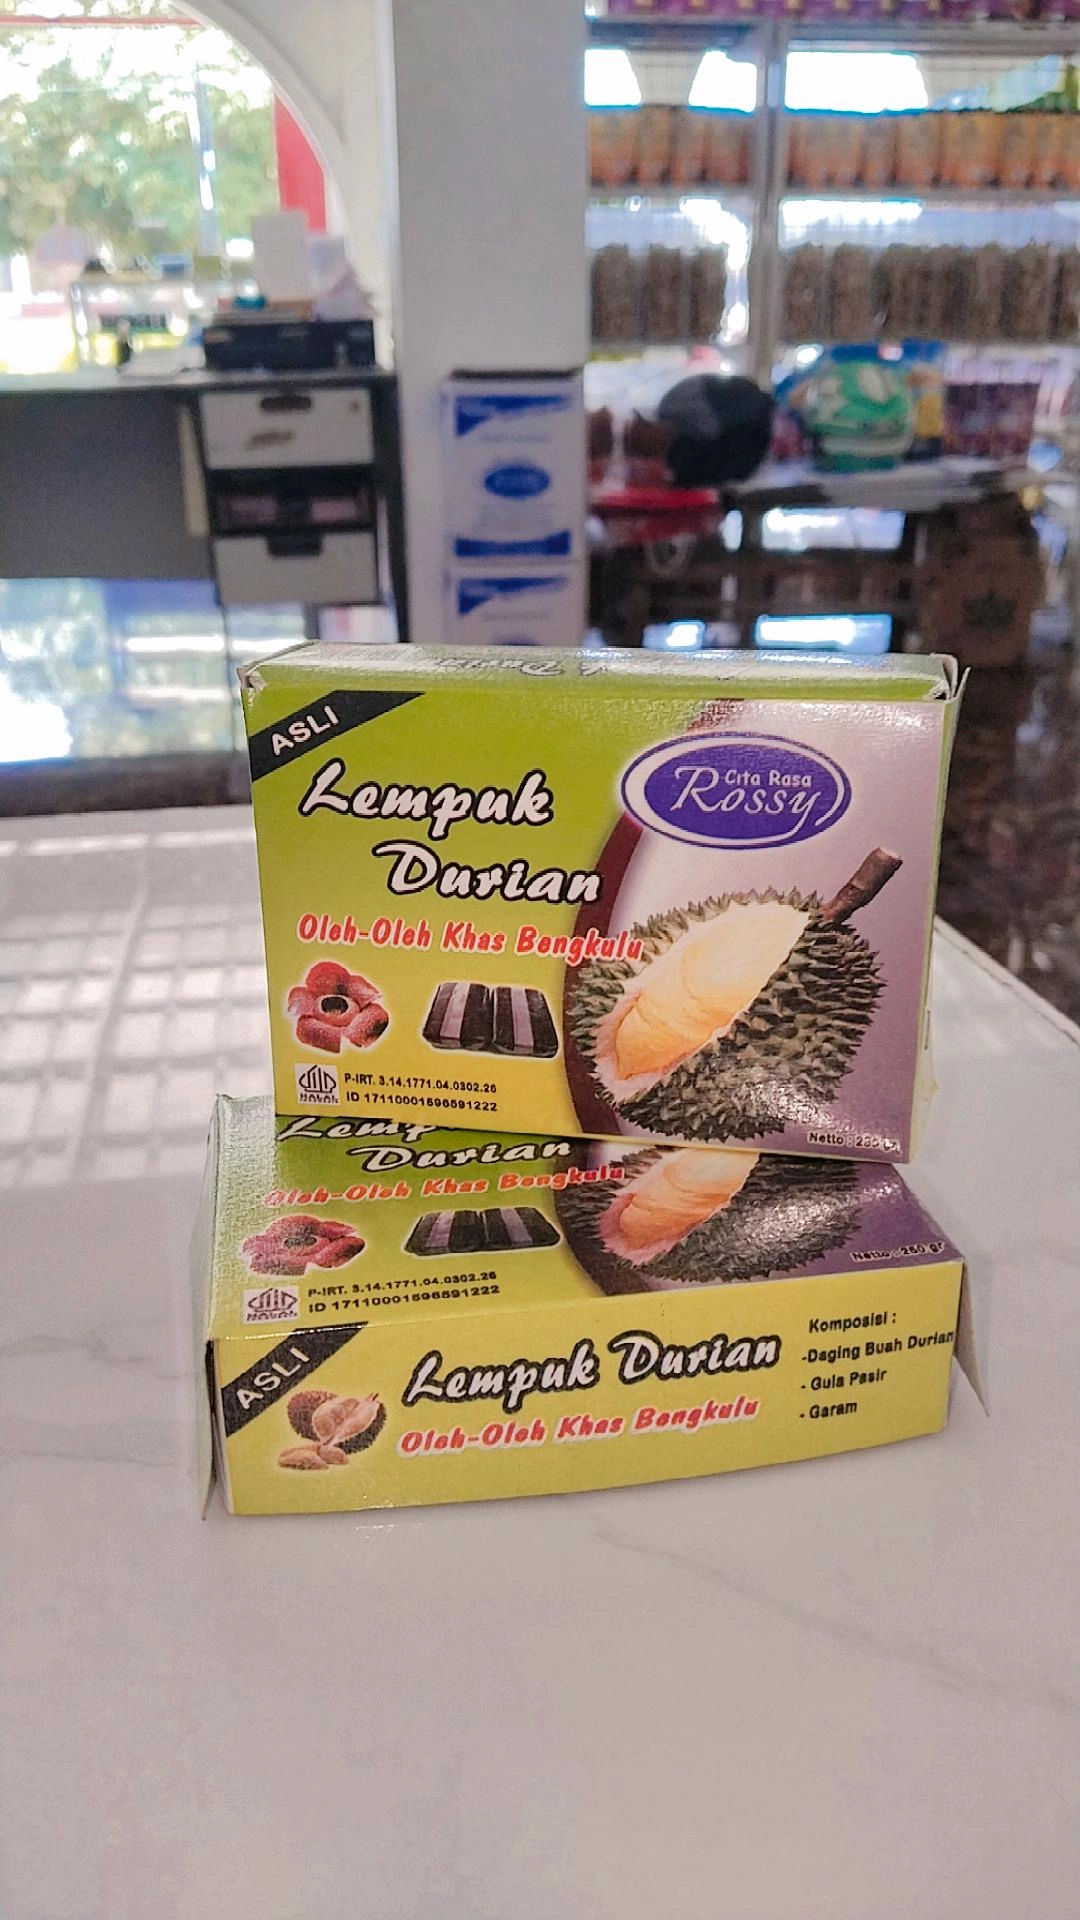 ASLI
Lempuk
Durian
Cita Rasa
Rossy
Oleh-Oleh Khas Bengkulu
P-IRT. 3.14.1771.04.0302.26
ID 17110001596591222
Netto :
Durian
Oleh-Oleh Khas Bengkulu
P-IRT. 3.14.1771.04.0302.26
ID 17110001596591222
Netto : 250 gr
ASLI
Lempuk Durian
Oleh-Oleh Khas Bengkulu
Komposisi :
-Daging Buah Durian
- Gula Pasir
- Garam